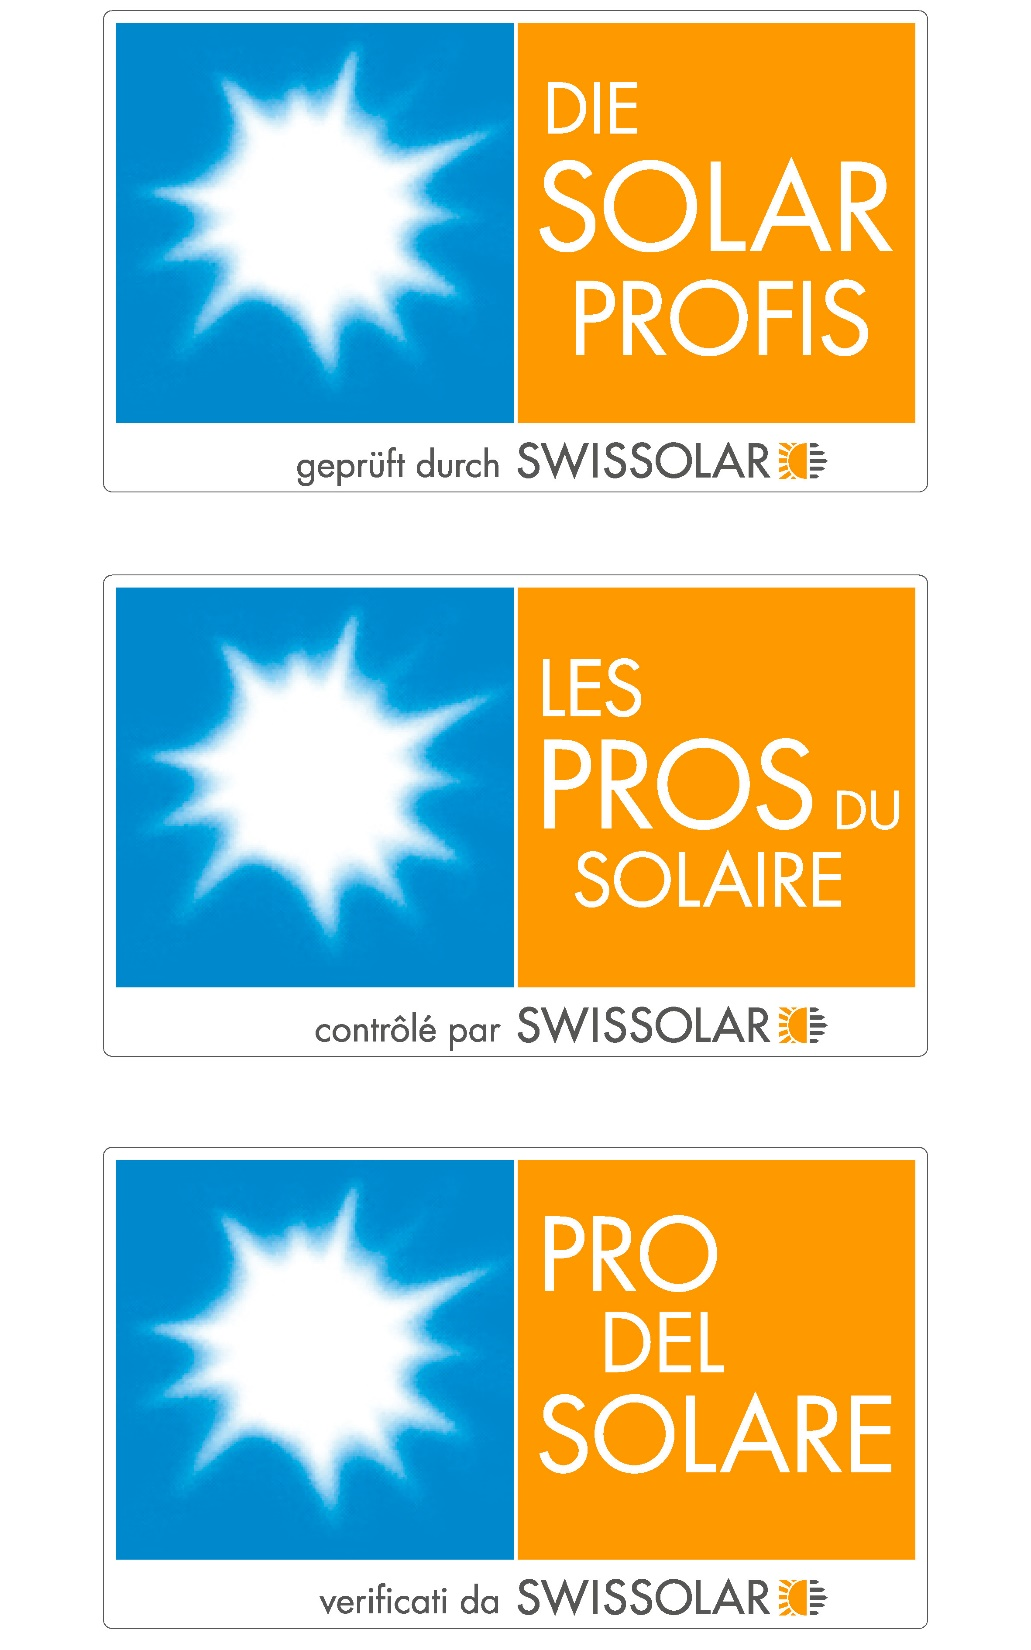 DIE
SOLAR
PROFIS
geprüft durch SWISSOLAR
LES
PROS DU
SOLAIRE
contrôlé par SWISSOLAR
PRO
DEL
SOLARE
verificati da SWISSOLAR